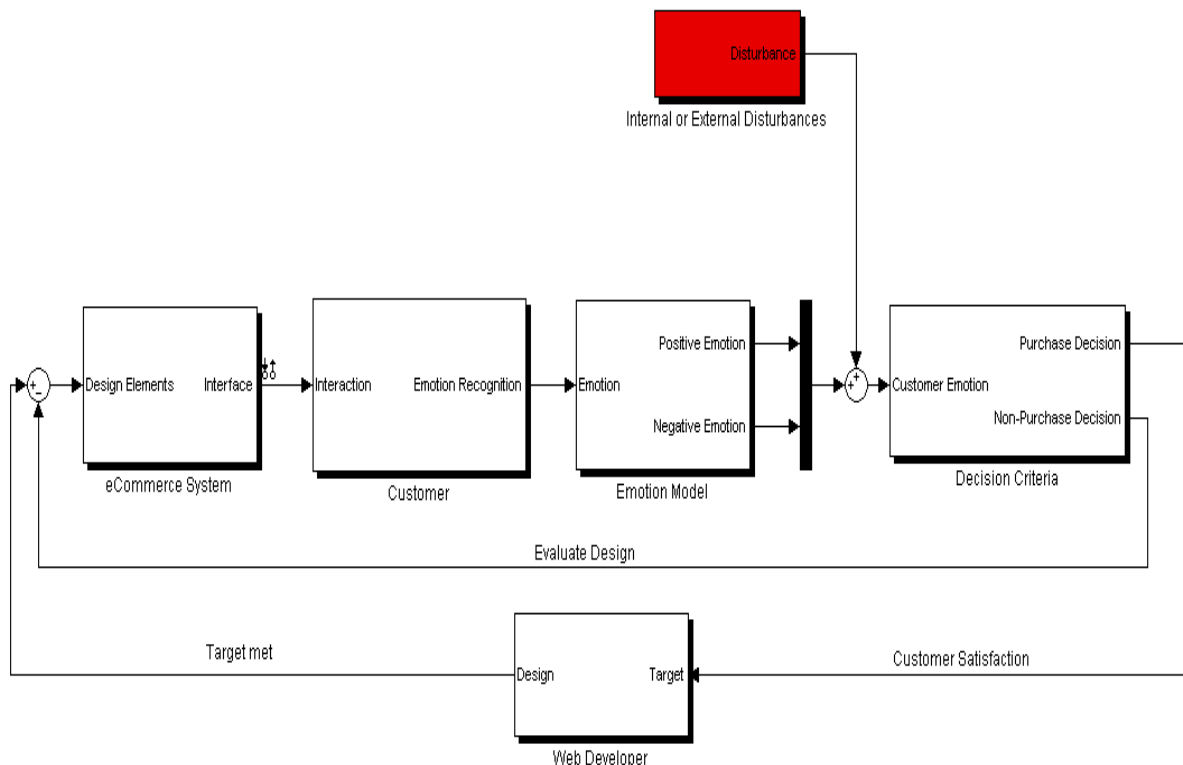 Disturbance
Internal or External Disturbances
+
−
Design Elements
Interface
eCommerce System
Interaction
Emotion Recognition
Customer
Emotion
Positive Emotion
Negative Emotion
Emotion Model
+
+
Customer Emotion
Purchase Decision
Non-Purchase Decision
Decision Criteria
Evaluate Design
Target met
Design
Target
Web Developer
Customer Satisfaction